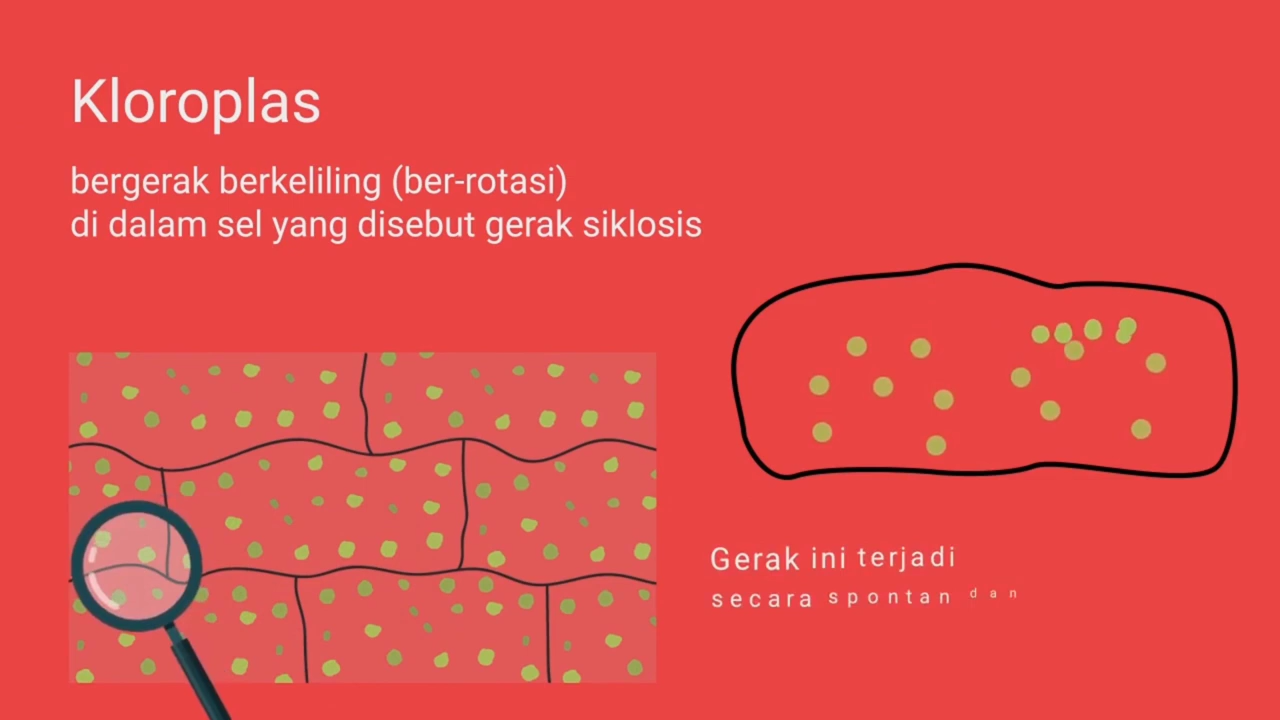 Kloroplas
bergerak berkeliling (ber-rotasi)
di dalam sel yang disebut gerak siklosis
Gerak ini terjadi
secara spontan dan